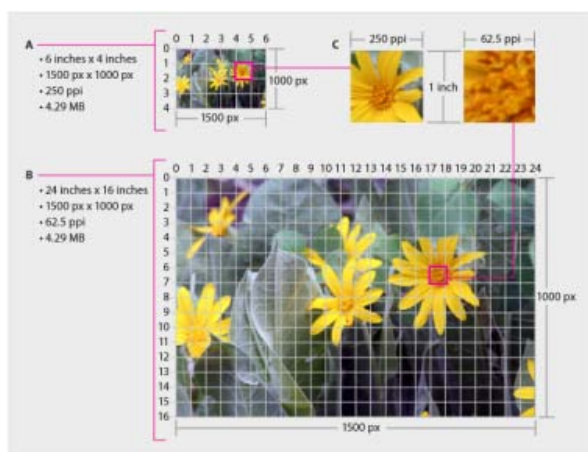 A
• 6 inches x 4 inches
• 1500 px x 1000 px
• 250 ppi
• 4.29 MB
0 1 2 3 4 5 6
0
1
2
3
4
1000 px
1500 px
C
250 ppi
62.5 ppi
1 inch
B
• 24 inches x 16 inches
• 1500 px x 1000 px
• 62.5 ppi
• 4.29 MB
0 1 2 3 4 5 6 7 8 9 10 11 12 13 14 15 16 17 18 19 20 21 22 23 24
0
1
2
3
4
5
6
7
8
9
10
11
12
13
14
15
16
1000 px
1500 px